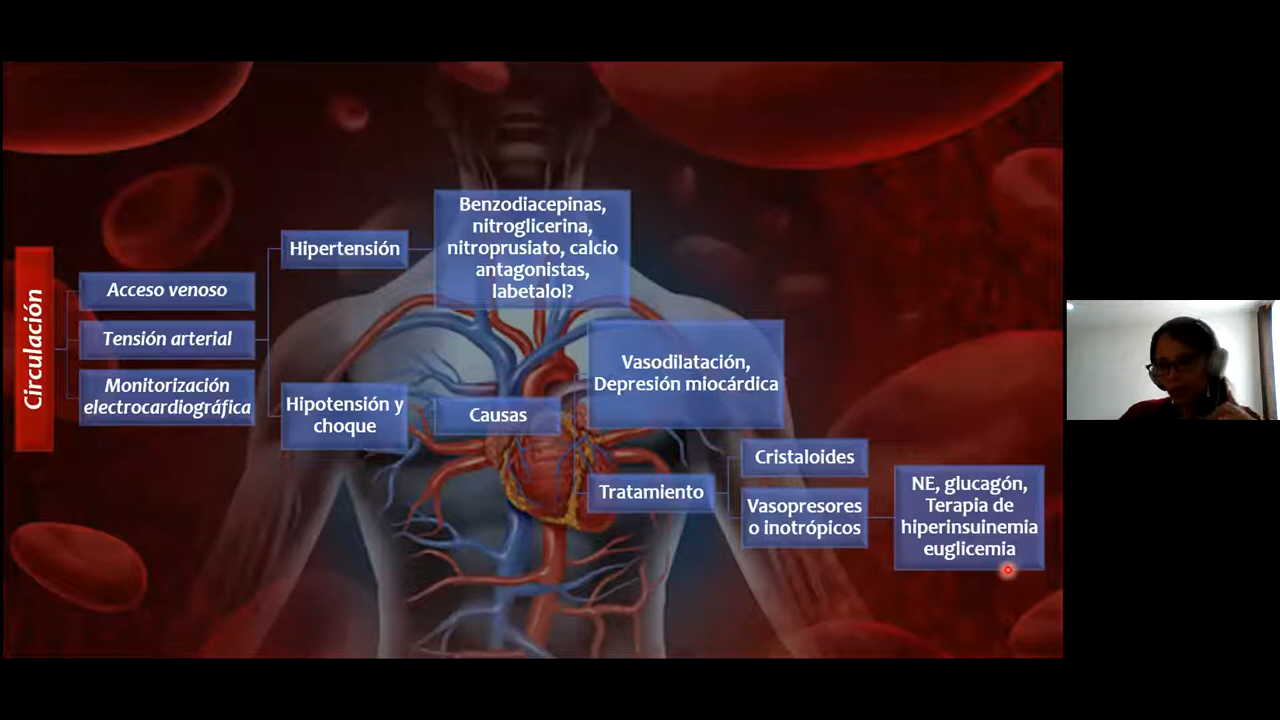 Circulación
Acceso venoso
Tensión arterial
Monitorización
electrocardiográfica
Hipertensión
Benzodiacepinas,
nitroglicerina,
nitroprusiato, calcio
antagonistas,
labetalol?
Hipotensión y
choque
Causas
Vasodilatación,
Depresión miocárdica
Tratamiento
Cristaloides
Vasopresores
o inotrópicos
NE, glucagón,
Terapia de
hiperinsuinemia
euglicemia